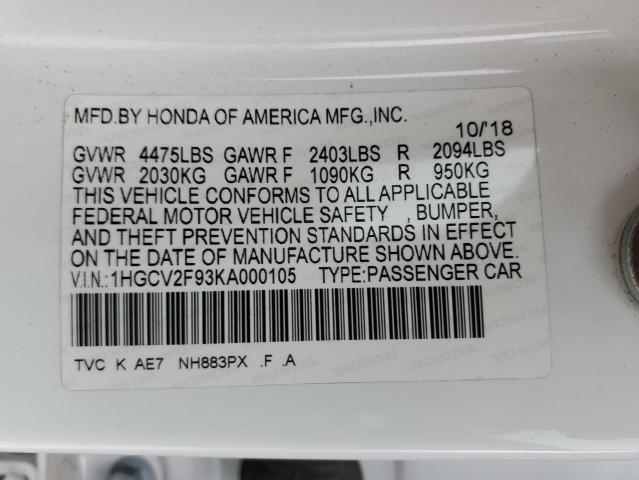 MFD.BY HONDA OF AMERICA MFG.,INC.
10/'18
GVWR 4475LBS GAWR F 2403LBS R 2094LBS
GVWR 2030KG GAWR F 1090KG R 950KG
THIS VEHICLE CONFORMS TO ALL APPLICABLE
FEDERAL MOTOR VEHICLE SAFETY , BUMPER,
AND THEFT PREVENTION STANDARDS IN EFFECT
ON THE DATE OF MANUFACTURE SHOWN ABOVE.
V.I.N.: 1HGCV2F93KA000105 TYPE:PASSENGER CAR
TVC K AE7 NH883PX .F .A